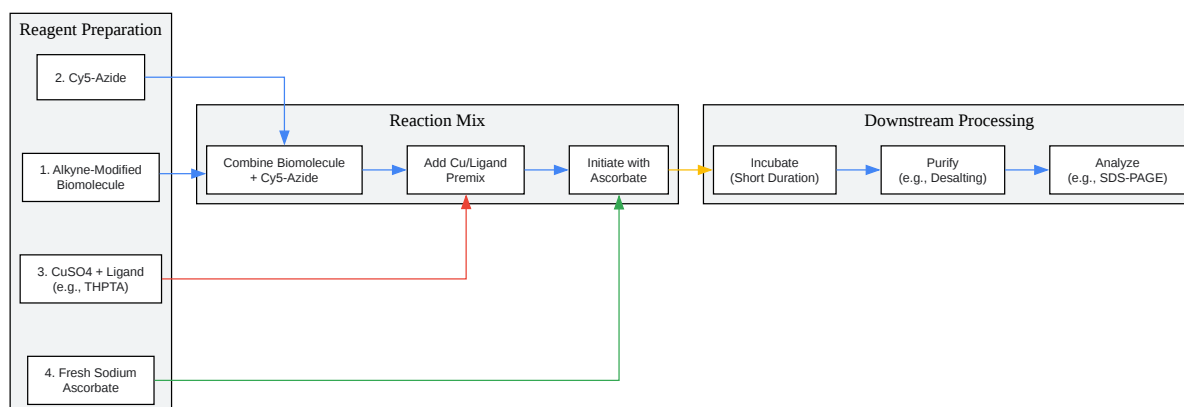 Reagent Preparation
2. Cy5-Azide
1. Alkyne-Modified
Biomolecule
3. CuSO4 + Ligand
(e.g., THPTA)
4. Fresh Sodium
Ascorbate
Reaction Mix
Combine Biomolecule
+ Cy5-Azide
Add Cu/Ligand
Premix
Initiate with
Ascorbate
Downstream Processing
Incubate
(Short Duration)
Purify
(e.g., Desalting)
Analyze
(e.g., SDS-PAGE)